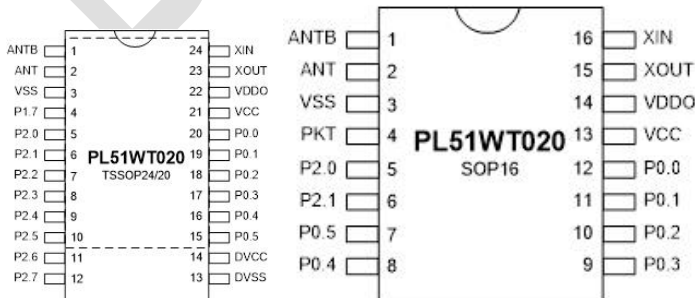 ANTB 1 24 XIN
ANT 2 23 XOUT
VSS 3 22 VDDO
P1.7 4 21 VCC
P2.0 5 20 P0.0
P2.1 6 PL51WT020 19 P0.1
P2.2 7 TSSOP24/20 18 P0.2
P2.3 8 17 P0.3
P2.4 9 16 P0.4
P2.5 10 15 P0.5
P2.6 11 14 DVCC
P2.7 12 13 DVSS
ANTB 1 16 XIN
ANT 2 15 XOUT
VSS 3 14 VDDO
PKT 4 PL51WT020 13 VCC
P2.0 5 SOP16 12 P0.0
P2.1 6 11 P0.1
P0.5 7 10 P0.2
P0.4 8 9 P0.3